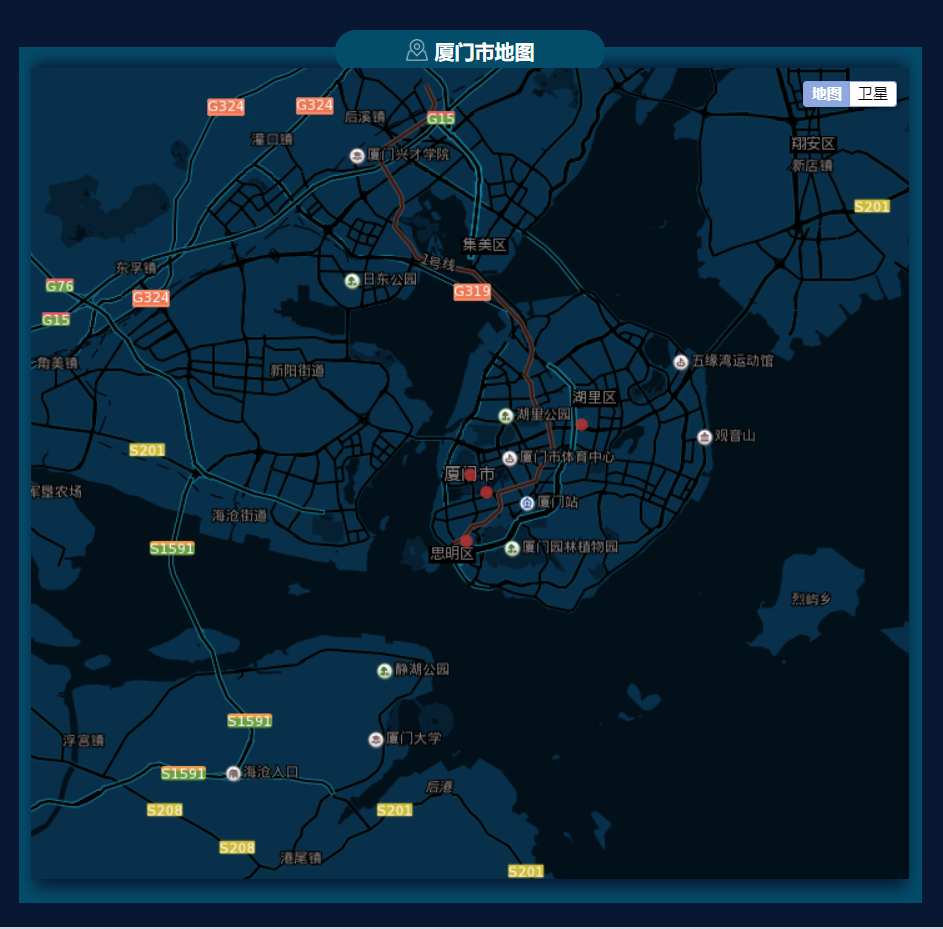 厦门市地图
地图 卫星
G324
G324
后溪镇
G15
灌口镇
厦门兴才学院
翔安区
新店镇
S201
集美区
1号线
东孚镇
日东公园
G76
G324
G319
G15
角美镇
新阳街道
五缘湾运动馆
湖里区
湖里公园
观音山
S201
厦门市体育中心
厦门市
军垦农场
厦门站
海沧街道
S1591
思明区
厦门园林植物园
烈屿乡
静湖公园
S1591
浮宫镇
厦门大学
S1591
海沧入口
后港
S208
S201
S208
港尾镇
S201